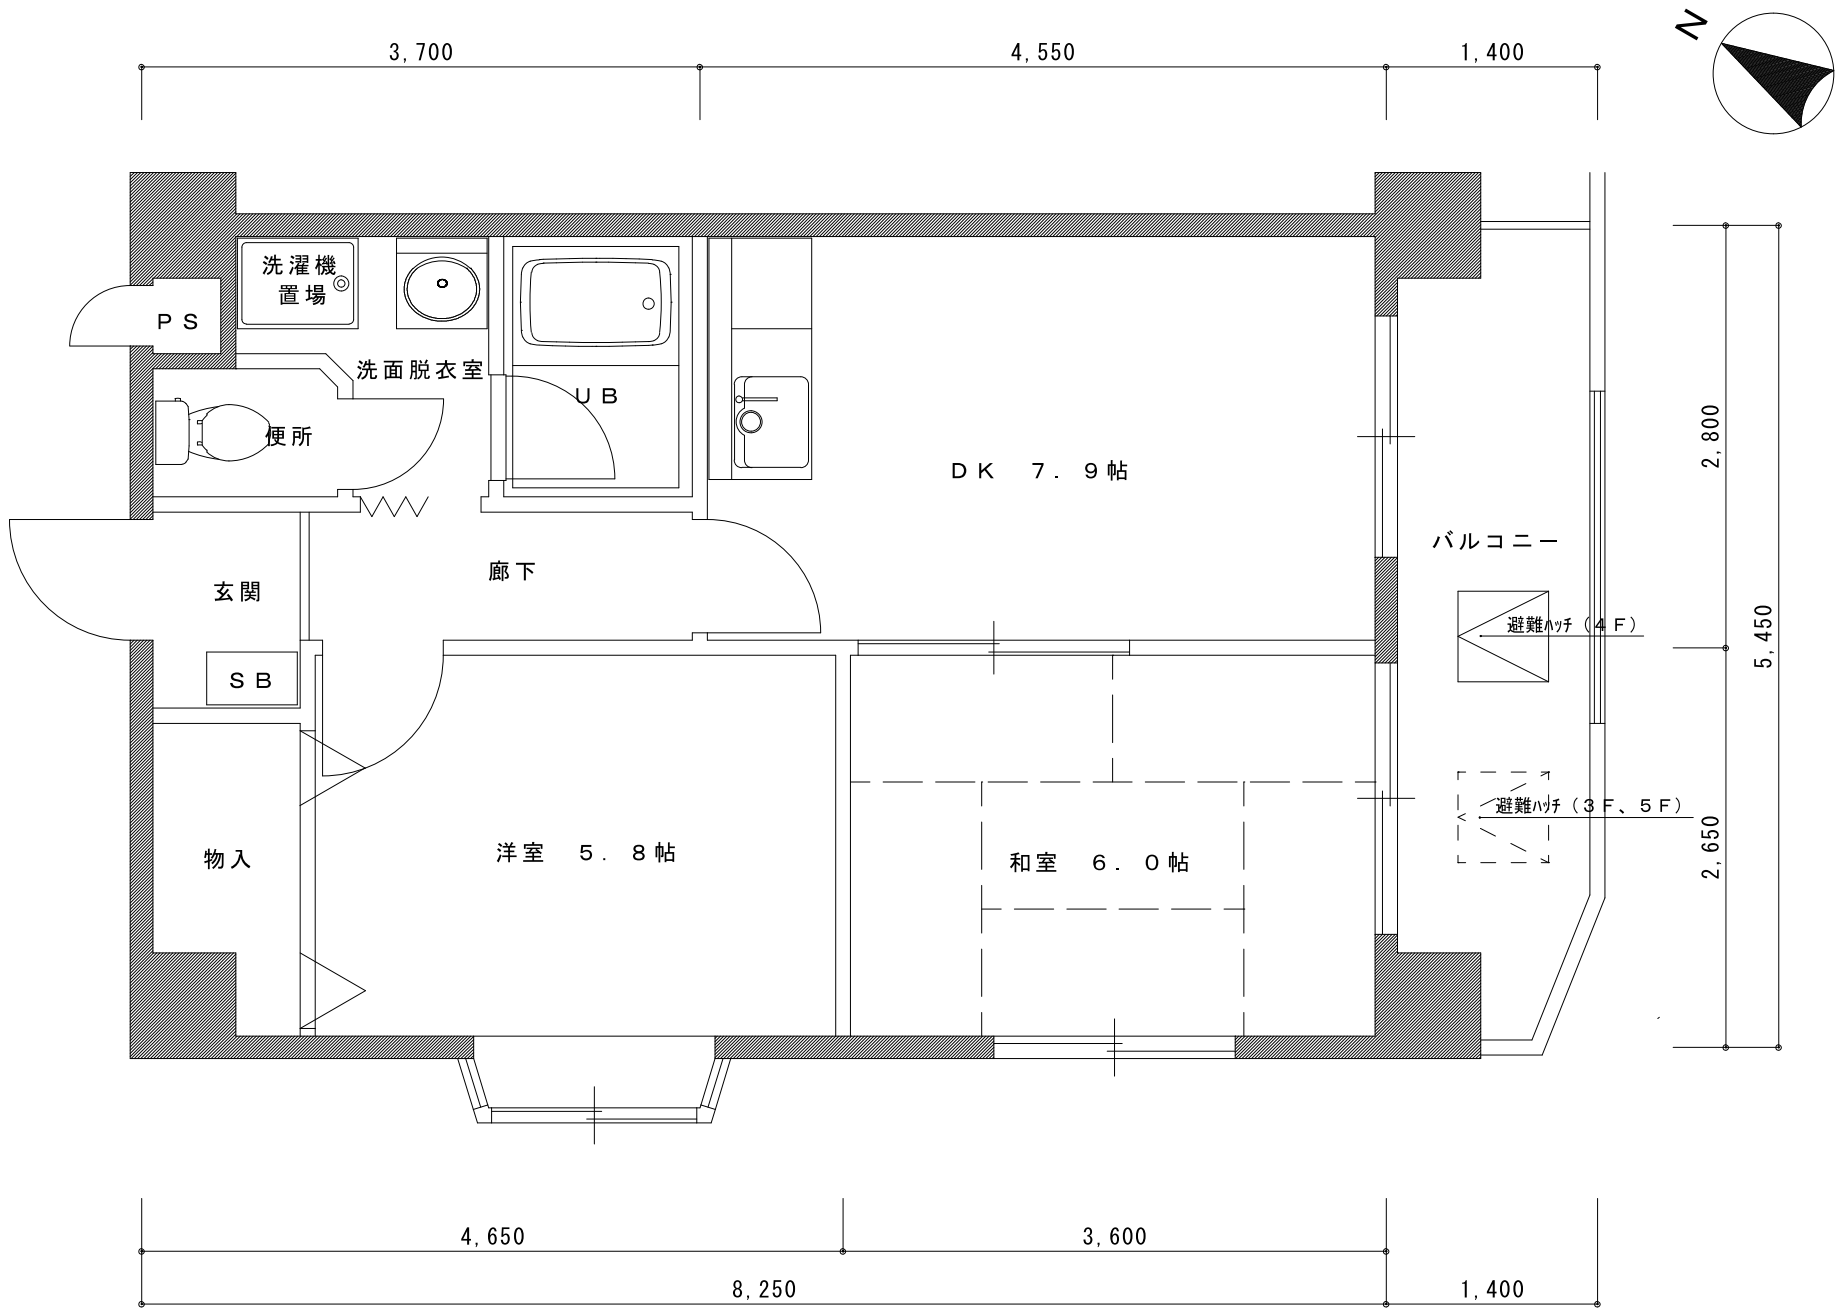 N
3,700
4,550
1,400
洗濯機
置場
ＰＳ
洗面脱衣室
ＵＢ
便所
ＤＫ　７．９帖
2,800
バルコニー
廊下
玄関
避難ﾊｯﾁ（４Ｆ）
5,450
ＳＢ
避難ﾊｯﾁ（３Ｆ、５Ｆ）
2,650
物入
洋室　５．８帖
和室　６．０帖
4,650
3,600
8,250
1,400